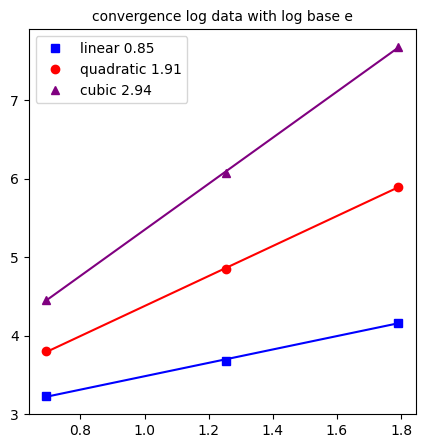 convergence log data with log base e
linear 0.85
quadratic 1.91
cubic 2.94
7
6
5
4
3
0.8 1.0 1.2 1.4 1.6 1.8